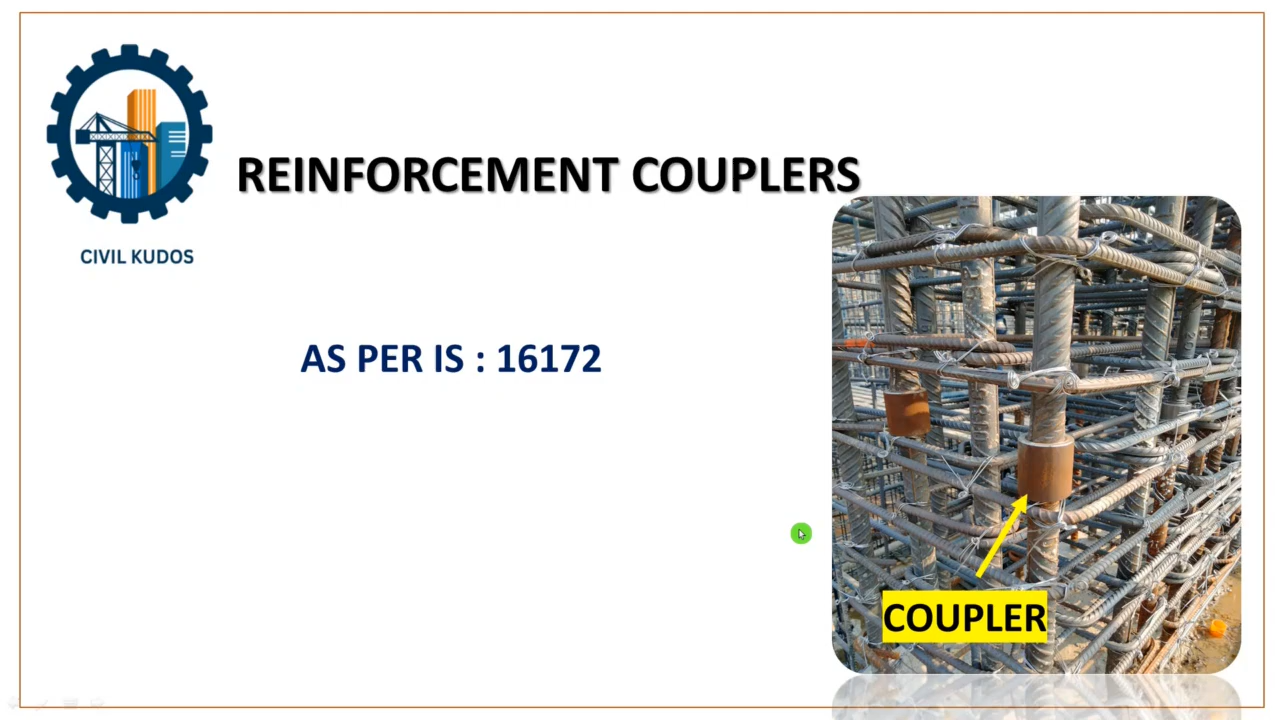 CIVIL KUDOS
REINFORCEMENT COUPLERS
AS PER IS : 16172
COUPLER